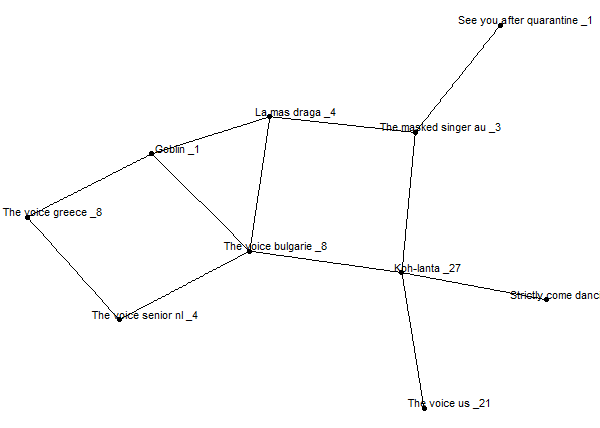 See you after quarantine _1
La mas draga _4
The masked singer au _3
Goblin _1
The voice greece _8
The voice bulgarie _8
Koh-lanta _27
Strictly come danci
The voice senior nl _4
The voice us _21